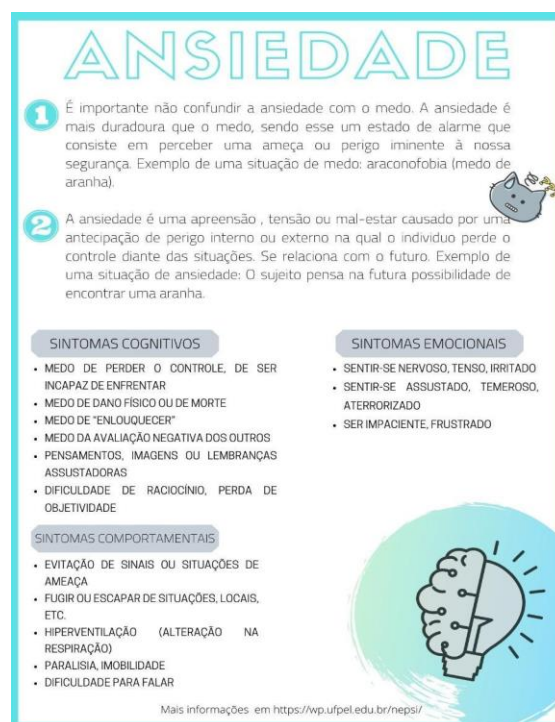 ANSIEDADE
1 É importante não confundir a ansiedade com o medo. A ansiedade é
mais duradoura que o medo, sendo esse um estado de alarme que
consiste em perceber uma ameça ou perigo iminente à nossa
segurança. Exemplo de uma situação de medo: araconofobia (medo de
aranha).
2 A ansiedade é uma apreensão , tensão ou mal-estar causado por uma
antecipação de perigo interno ou externo na qual o individuo perde o
controle diante das situações. Se relaciona com o futuro. Exemplo de
uma situação de ansiedade: O sujeito pensa na futura possibilidade de
encontrar uma aranha.
SINTOMAS COGNITIVOS
• MEDO DE PERDER O CONTROLE, DE SER
INCAPAZ DE ENFRENTAR
• MEDO DE DANO FÍSICO OU DE MORTE
• MEDO DE "ENLOUQUECER"
• MEDO DA AVALIAÇÃO NEGATIVA DOS OUTROS
• PENSAMENTOS, IMAGENS OU LEMBRANÇAS
ASSUSTADORAS
• DIFICULDADE DE RACIOCÍNIO, PERDA DE
OBJETIVIDADE
SINTOMAS EMOCIONAIS
• SENTIR-SE NERVOSO, TENSO, IRRITADO
• SENTIR-SE ASSUSTADO, TEMEROSO,
ATERRORIZADO
• SER IMPACIENTE, FRUSTRADO
SINTOMAS COMPORTAMENTAIS
• EVITAÇÃO DE SINAIS OU SITUAÇÕES DE
AMEAÇA
• FUGIR OU ESCAPAR DE SITUAÇÕES, LOCAIS,
ETC.
• HIPERVENTILAÇÃO (ALTERAÇÃO NA
RESPIRAÇÃO)
• PARALISIA, IMOBILIDADE
• DIFICULDADE PARA FALAR
Mais informações em https://wp.ufpel.edu.br/nepsi/